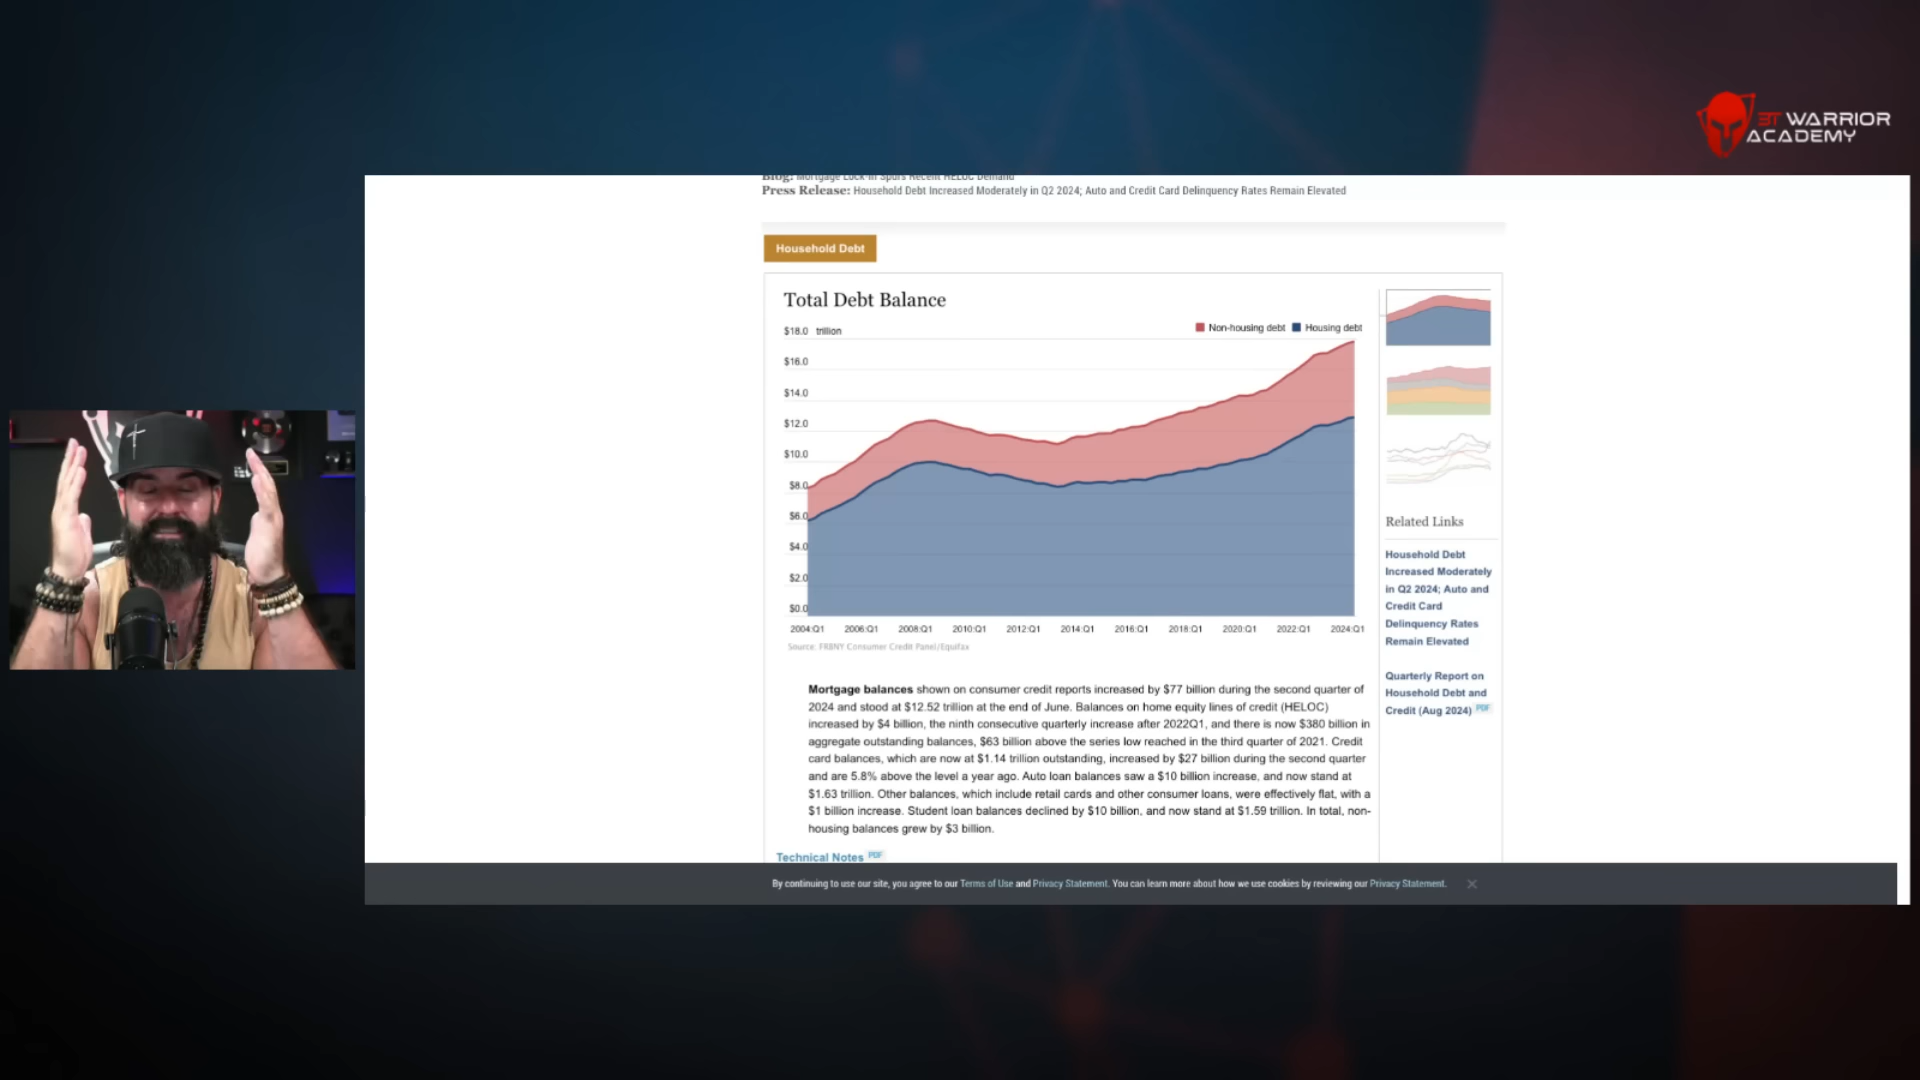 3T WARRIOR
ACADEMY
Blog: Mortgage Lock-In Spurs Recent HELOC Demand
Press Release: Household Debt Increased Moderately in Q2 2024; Auto and Credit Card Delinquency Rates Remain Elevated
Household Debt
Total Debt Balance
$18.0 trillion
Non-housing debt Housing debt
$16.0
$14.0
$12.0
$10.0
$8.0
$6.0
$4.0
$2.0
$0.0
2004:Q1 2006:Q1 2008:Q1 2010:Q1 2012:Q1 2014:Q1 2016:Q1 2018:Q1 2020:Q1 2022:Q1 2024:Q1
Source: FRBNY Consumer Credit Panel/Equifax
Mortgage balances shown on consumer credit reports increased by $77 billion during the second quarter of
2024 and stood at $12.52 trillion at the end of June. Balances on home equity lines of credit (HELOC)
increased by $4 billion, the ninth consecutive quarterly increase after 2022Q1, and there is now $380 billion in
aggregate outstanding balances, $63 billion above the series low reached in the third quarter of 2021. Credit
card balances, which are now at $1.14 trillion outstanding, increased by $27 billion during the second quarter
and are 5.8% above the level a year ago. Auto loan balances saw a $10 billion increase, and now stand at
$1.63 trillion. Other balances, which include retail cards and other consumer loans, were effectively flat, with a
$1 billion increase. Student loan balances declined by $10 billion, and now stand at $1.59 trillion. In total, non-
housing balances grew by $3 billion.
Technical Notes PDF
Related Links
Household Debt
Increased Moderately
in Q2 2024; Auto and
Credit Card
Delinquency Rates
Remain Elevated
Quarterly Report on
Household Debt and
Credit (Aug 2024) PDF
By continuing to use our site, you agree to our Terms of Use and Privacy Statement. You can learn more about how we use cookies by reviewing our Privacy Statement.